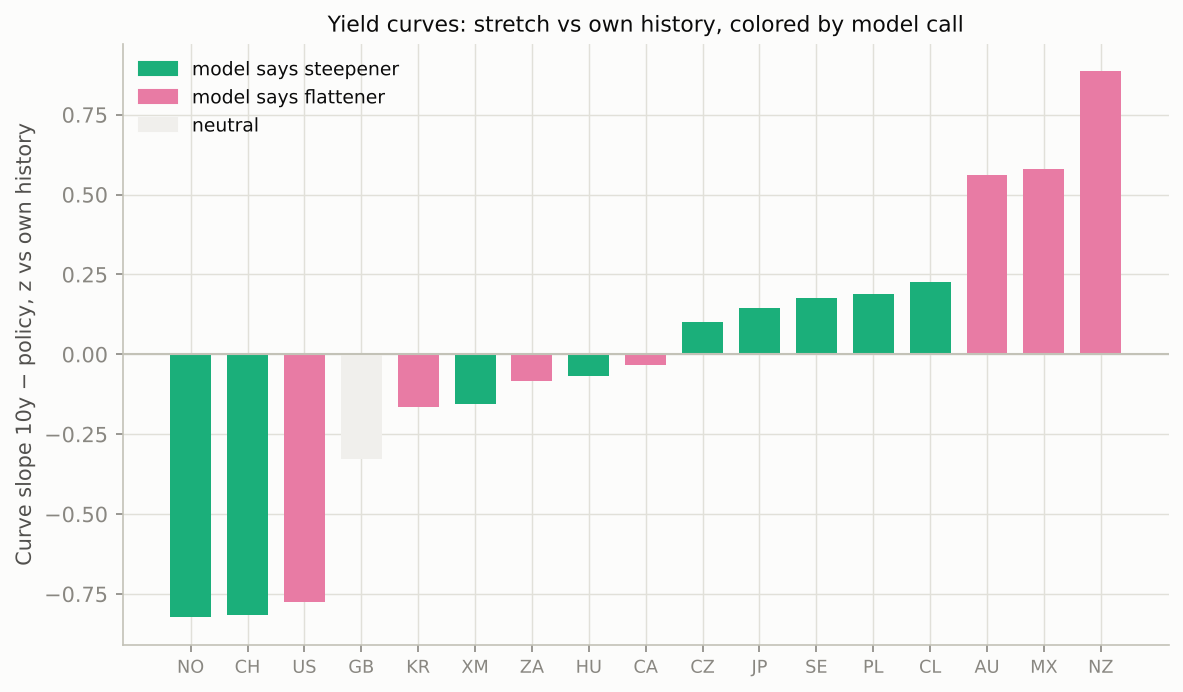 Yield curves: stretch vs own history, colored by model call
model says steepener
model says flattener
neutral
Curve slope 10y − policy, z vs own history
0.75
0.50
0.25
0.00
−0.25
−0.50
−0.75
NO CH US GB KR XM ZA HU CA CZ JP SE PL CL AU MX NZ